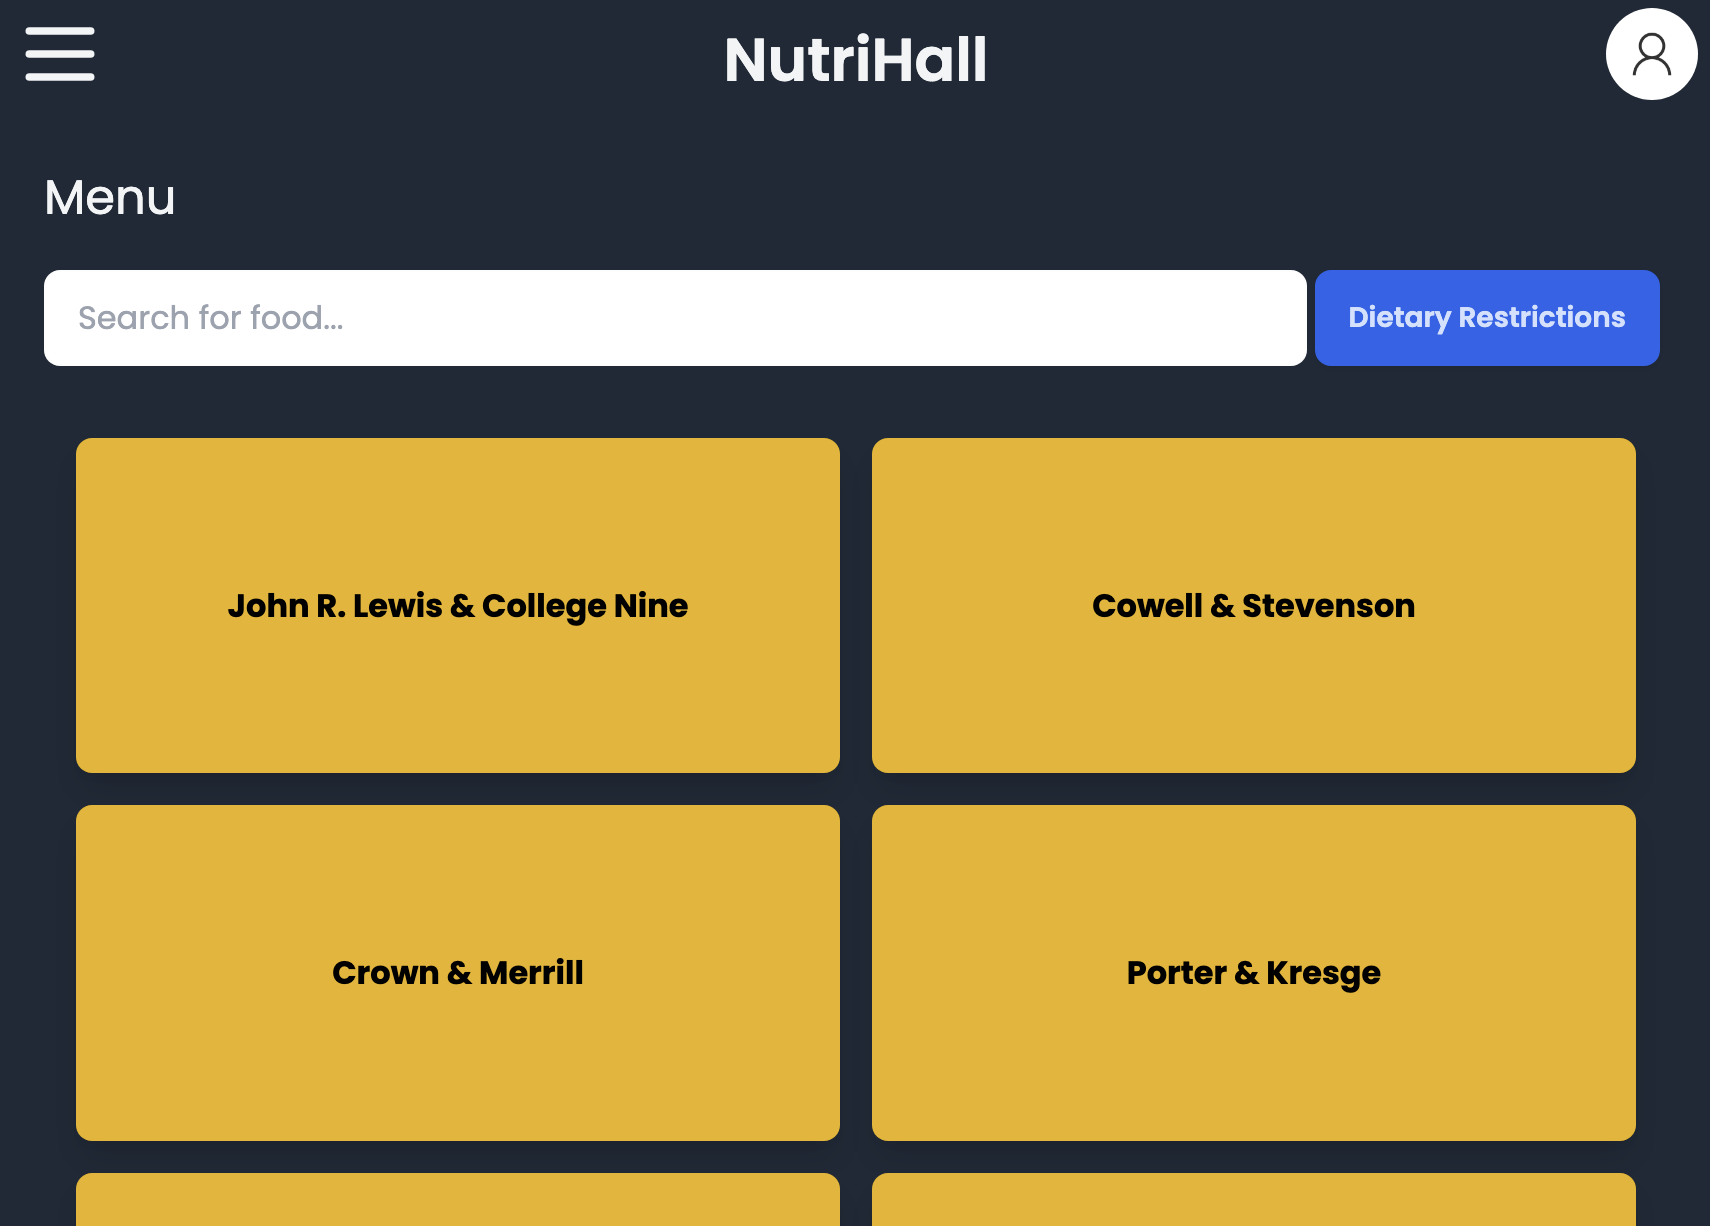 NutriHall
Menu
Search for food...
Dietary Restrictions
John R. Lewis & College Nine
Cowell & Stevenson
Crown & Merrill
Porter & Kresge